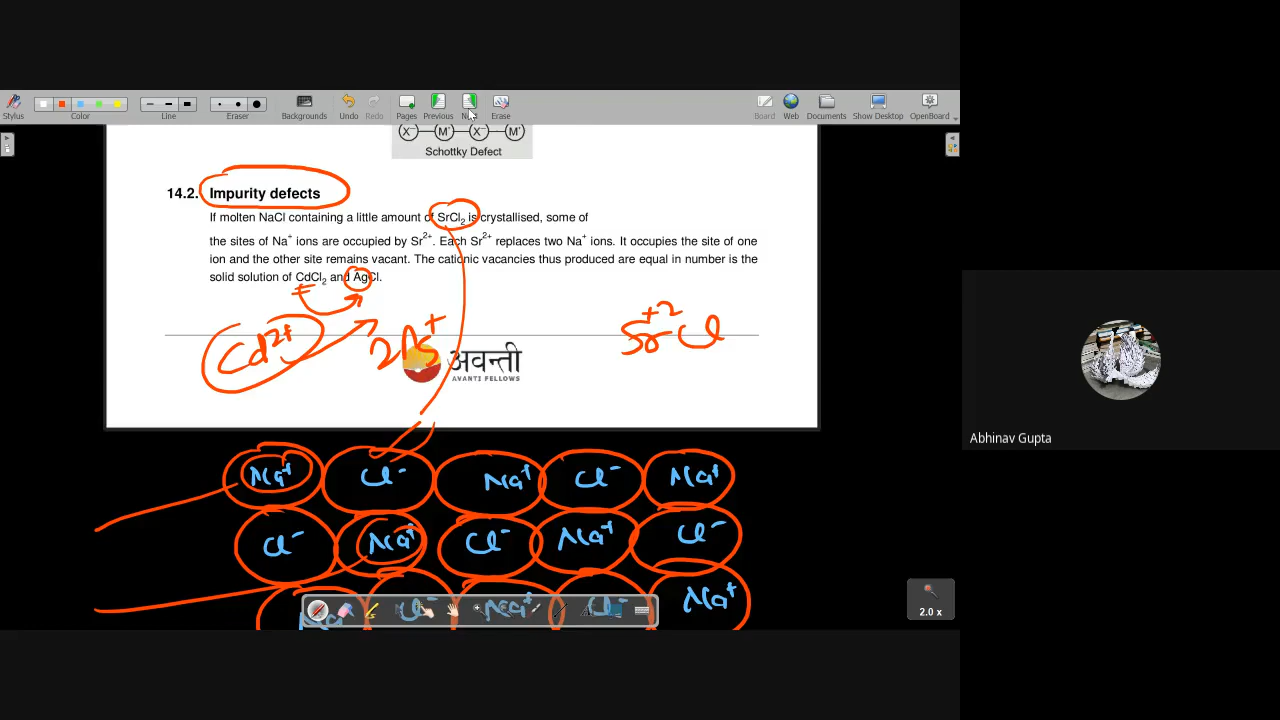 Stylus Color Line Eraser Backgrounds Undo Redo Pages Previous Next Erase Board Web Documents Show Desktop OpenBoard
X⁻ M⁺ X⁻ M⁺
Schottky Defect
14.2. Impurity defects
If molten NaCl containing a little amount of SrCl₂ is crystallised, some of
the sites of Na⁺ ions are occupied by Sr²⁺. Each Sr²⁺ replaces two Na⁺ ions. It occupies the site of one
ion and the other site remains vacant. The cationic vacancies thus produced are equal in number is the
solid solution of CdCl₂ and AgCl.
Cd²⁺ 2As⁺ Sr⁺²Cl
अवन्ती
AVANTI FELLOWS
Na⁺ Cl⁻ Na⁺ Cl⁻ Na⁺
Cl⁻ Na⁺ Cl⁻ Na⁺ Cl⁻
Na⁺ Cl⁻ Na⁺ Cl⁻ Na⁺
2.0 x
Abhinav Gupta